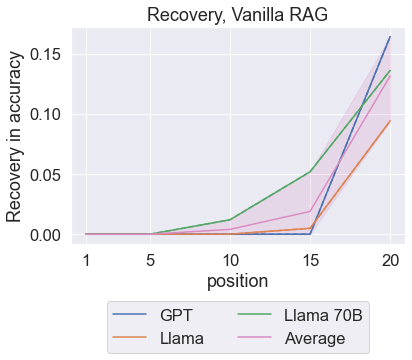 Recovery, Vanilla RAG
Recovery in accuracy
0.15
0.10
0.05
0.00
1 5 10 15 20
position
GPT Llama 70B
Llama Average